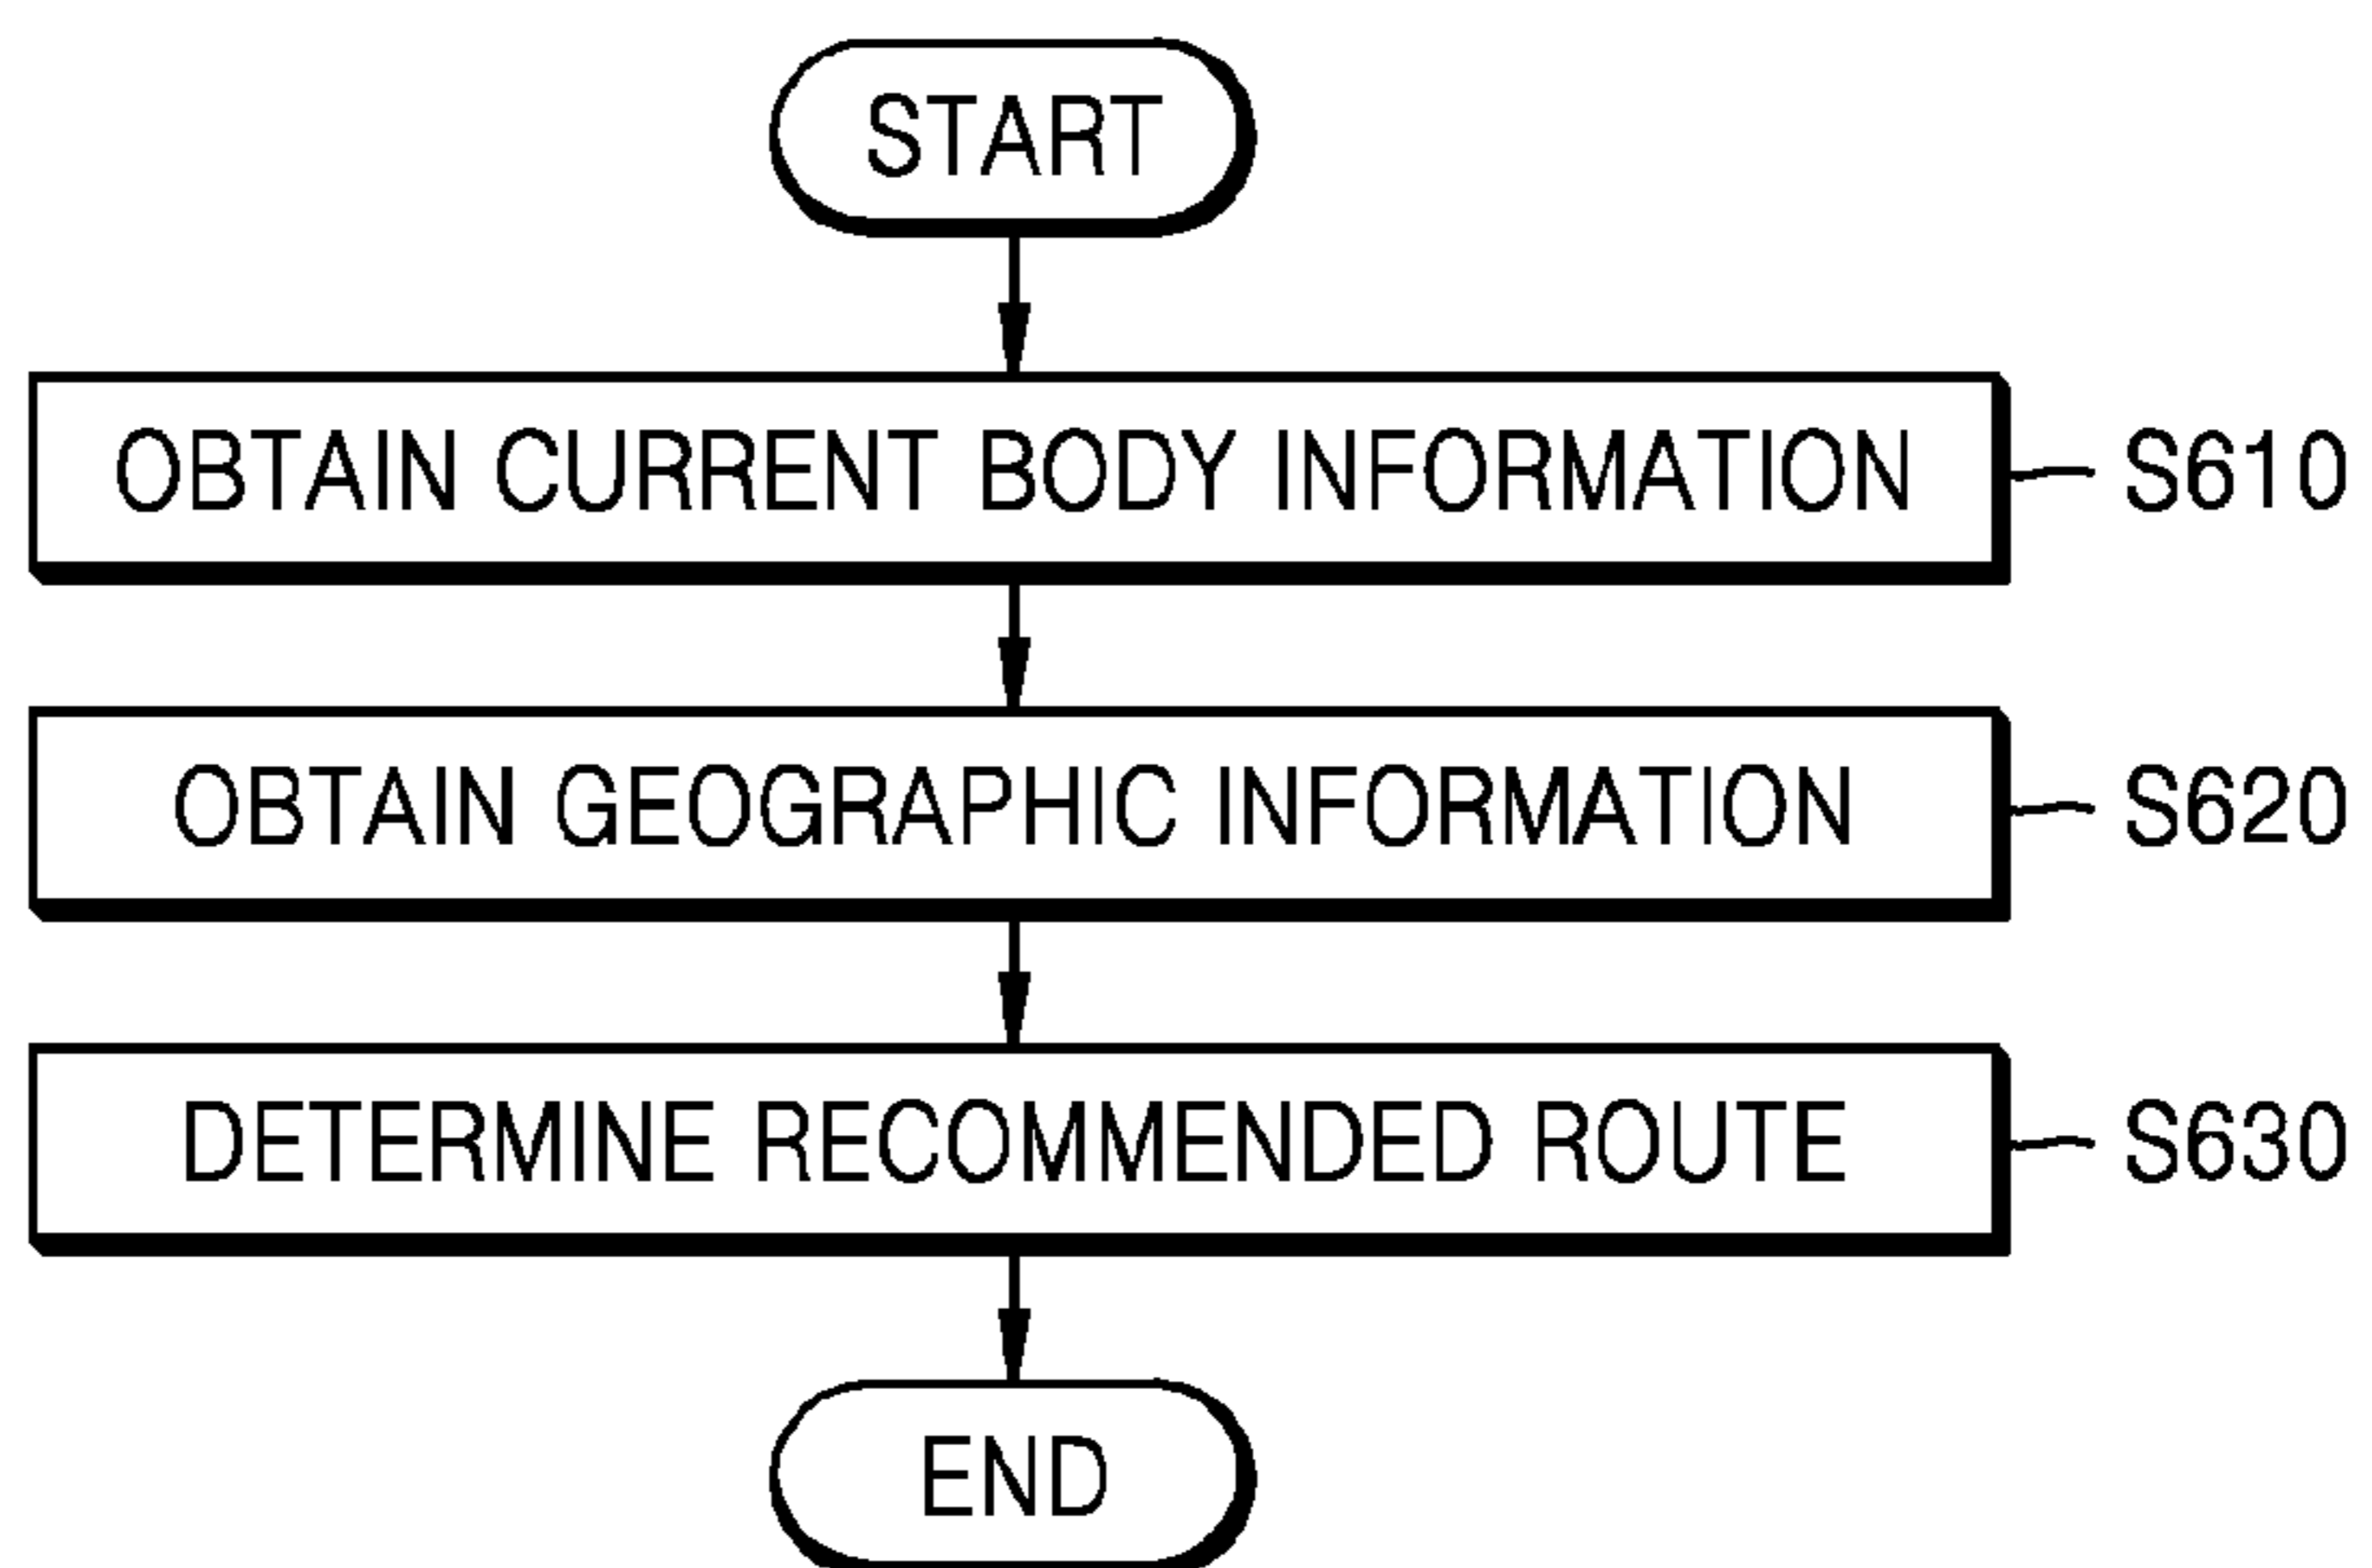 START
OBTAIN CURRENT BODY INFORMATION
S610
OBTAIN GEOGRAPHIC INFORMATION
S620
DETERMINE RECOMMENDED ROUTE
S630
END